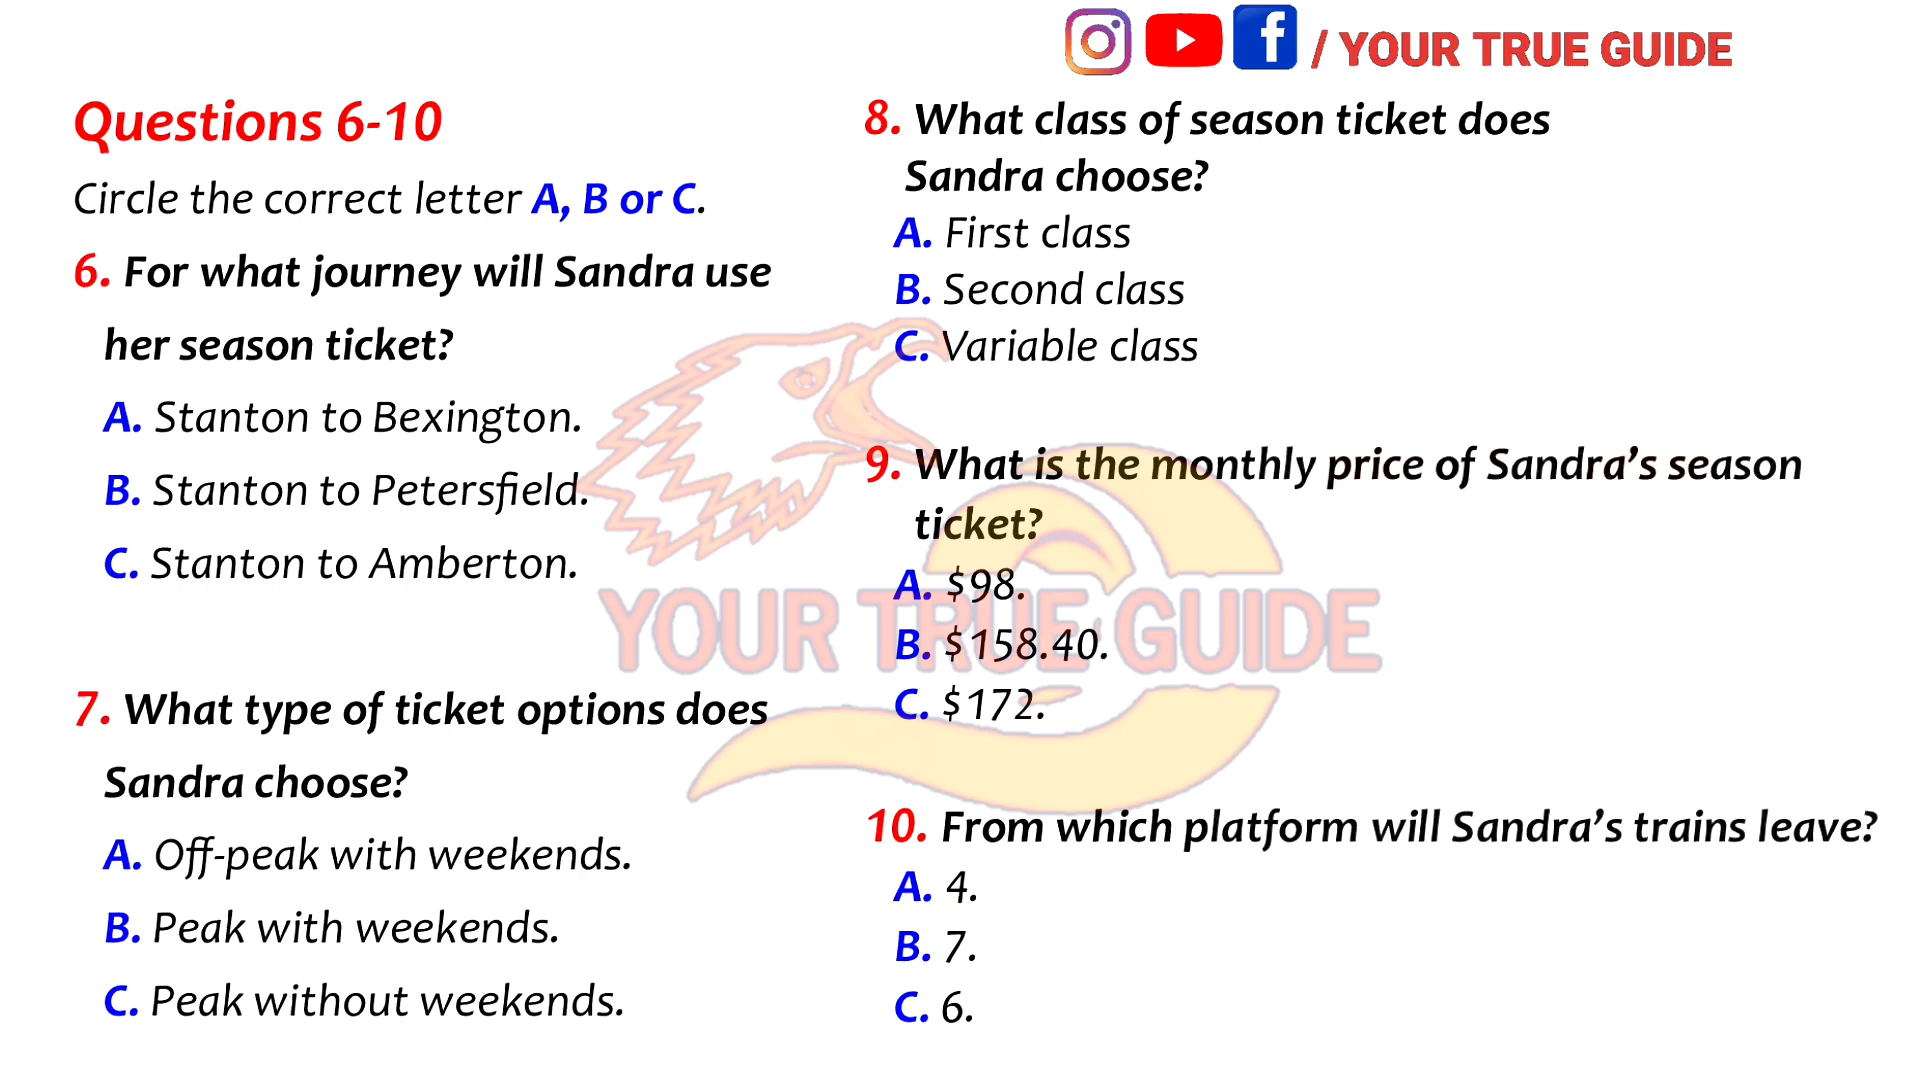 / YOUR TRUE GUIDE
Questions 6-10
Circle the correct letter A, B or C.
6. For what journey will Sandra use
her season ticket?
A. Stanton to Bexington.
B. Stanton to Petersfield.
C. Stanton to Amberton.
7. What type of ticket options does
Sandra choose?
A. Off-peak with weekends.
B. Peak with weekends.
C. Peak without weekends.
8. What class of season ticket does
Sandra choose?
A. First class
B. Second class
C. Variable class
9. What is the monthly price of Sandra’s season
ticket?
A. $98.
B. $158.40.
C. $172.
10. From which platform will Sandra’s trains leave?
A. 4.
B. 7.
C. 6.
YOUR TRUE GUIDE